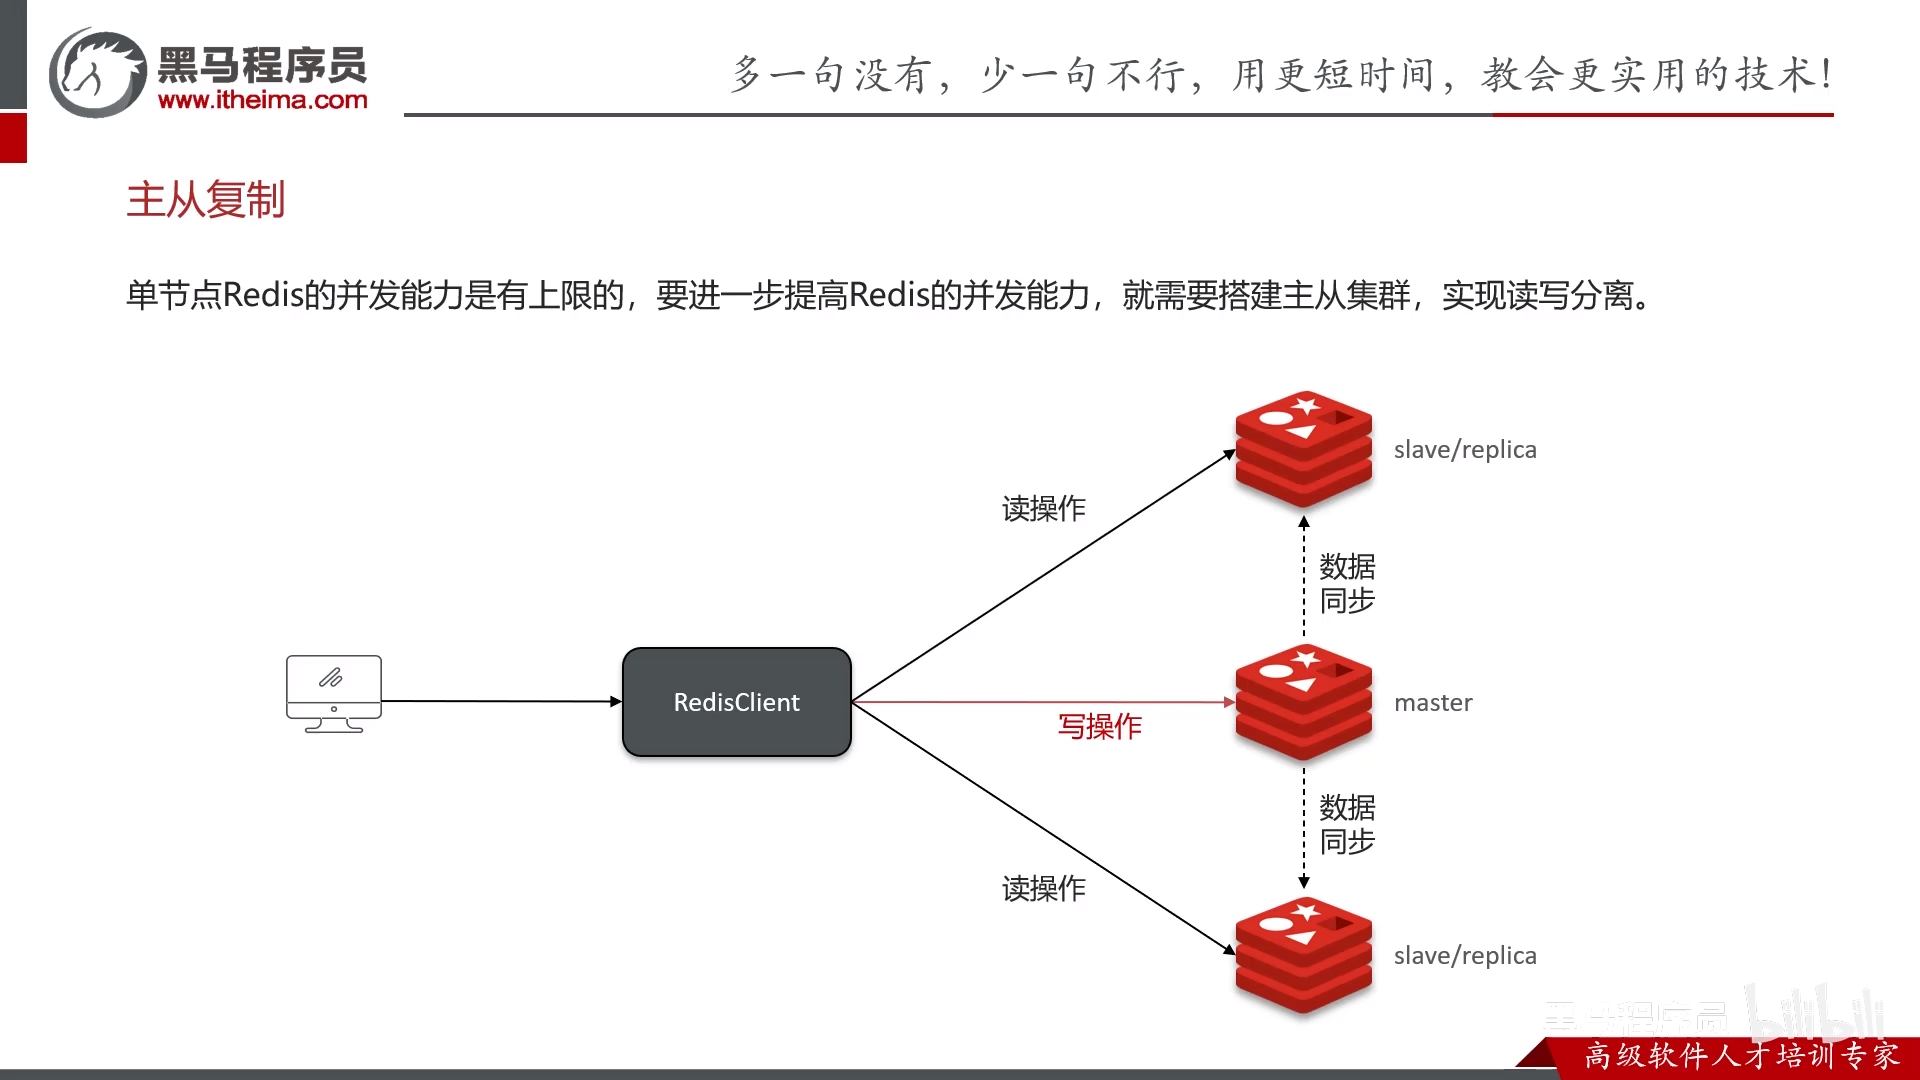 黑马程序员
www.itheima.com
多一句没有，少一句不行，用更短时间，教会更实用的技术！
主从复制
单节点Redis的并发能力是有上限的，要进一步提高Redis的并发能力，就需要搭建主从集群，实现读写分离。
slave/replica
读操作
数据
同步
RedisClient
写操作
master
数据
同步
读操作
slave/replica
黑马程序员 bilibili
高级软件人才培训专家